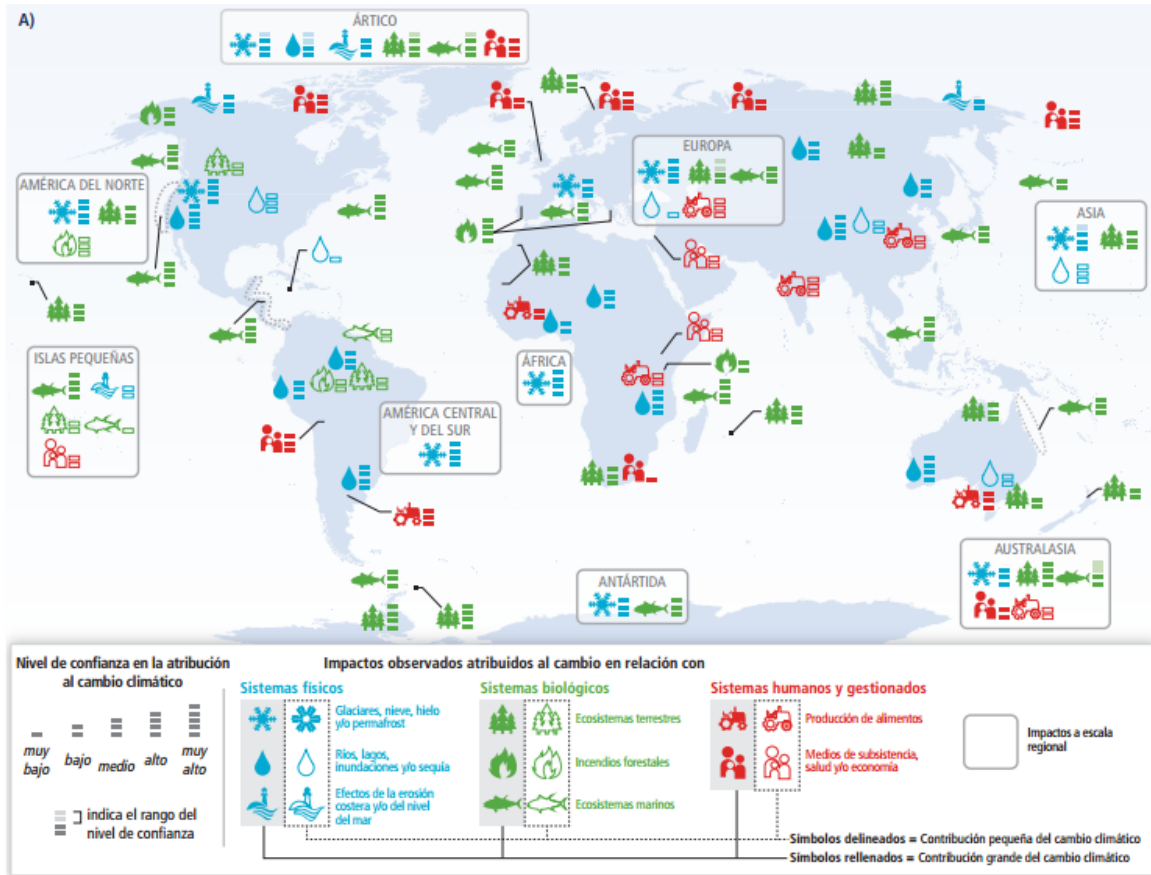 A)
ÁRTICO
EUROPA
AMÉRICA DEL NORTE
ASIA
ISLAS PEQUEÑAS
ÁFRICA
AMÉRICA CENTRAL
Y DEL SUR
AUSTRALASIA
ANTÁRTIDA
Nivel de confianza en la atribución
al cambio climático
muy
bajo
bajo
medio
alto
muy
alto
indica el rango del
nivel de confianza
Impactos observados atribuidos al cambio en relación con
Sistemas físicos
Glaciares, nieve, hielo
y/o permafrost
Ríos, lagos,
inundaciones y/o sequía
Efectos de la erosión
costera y/o del nivel
del mar
Sistemas biológicos
Ecosistemas terrestres
Incendios forestales
Ecosistemas marinos
Sistemas humanos y gestionados
Producción de alimentos
Medios de subsistencia,
salud y/o economía
Impactos a escala
regional
Símbolos delineados = Contribución pequeña del cambio climático
Símbolos rellenados = Contribución grande del cambio climático